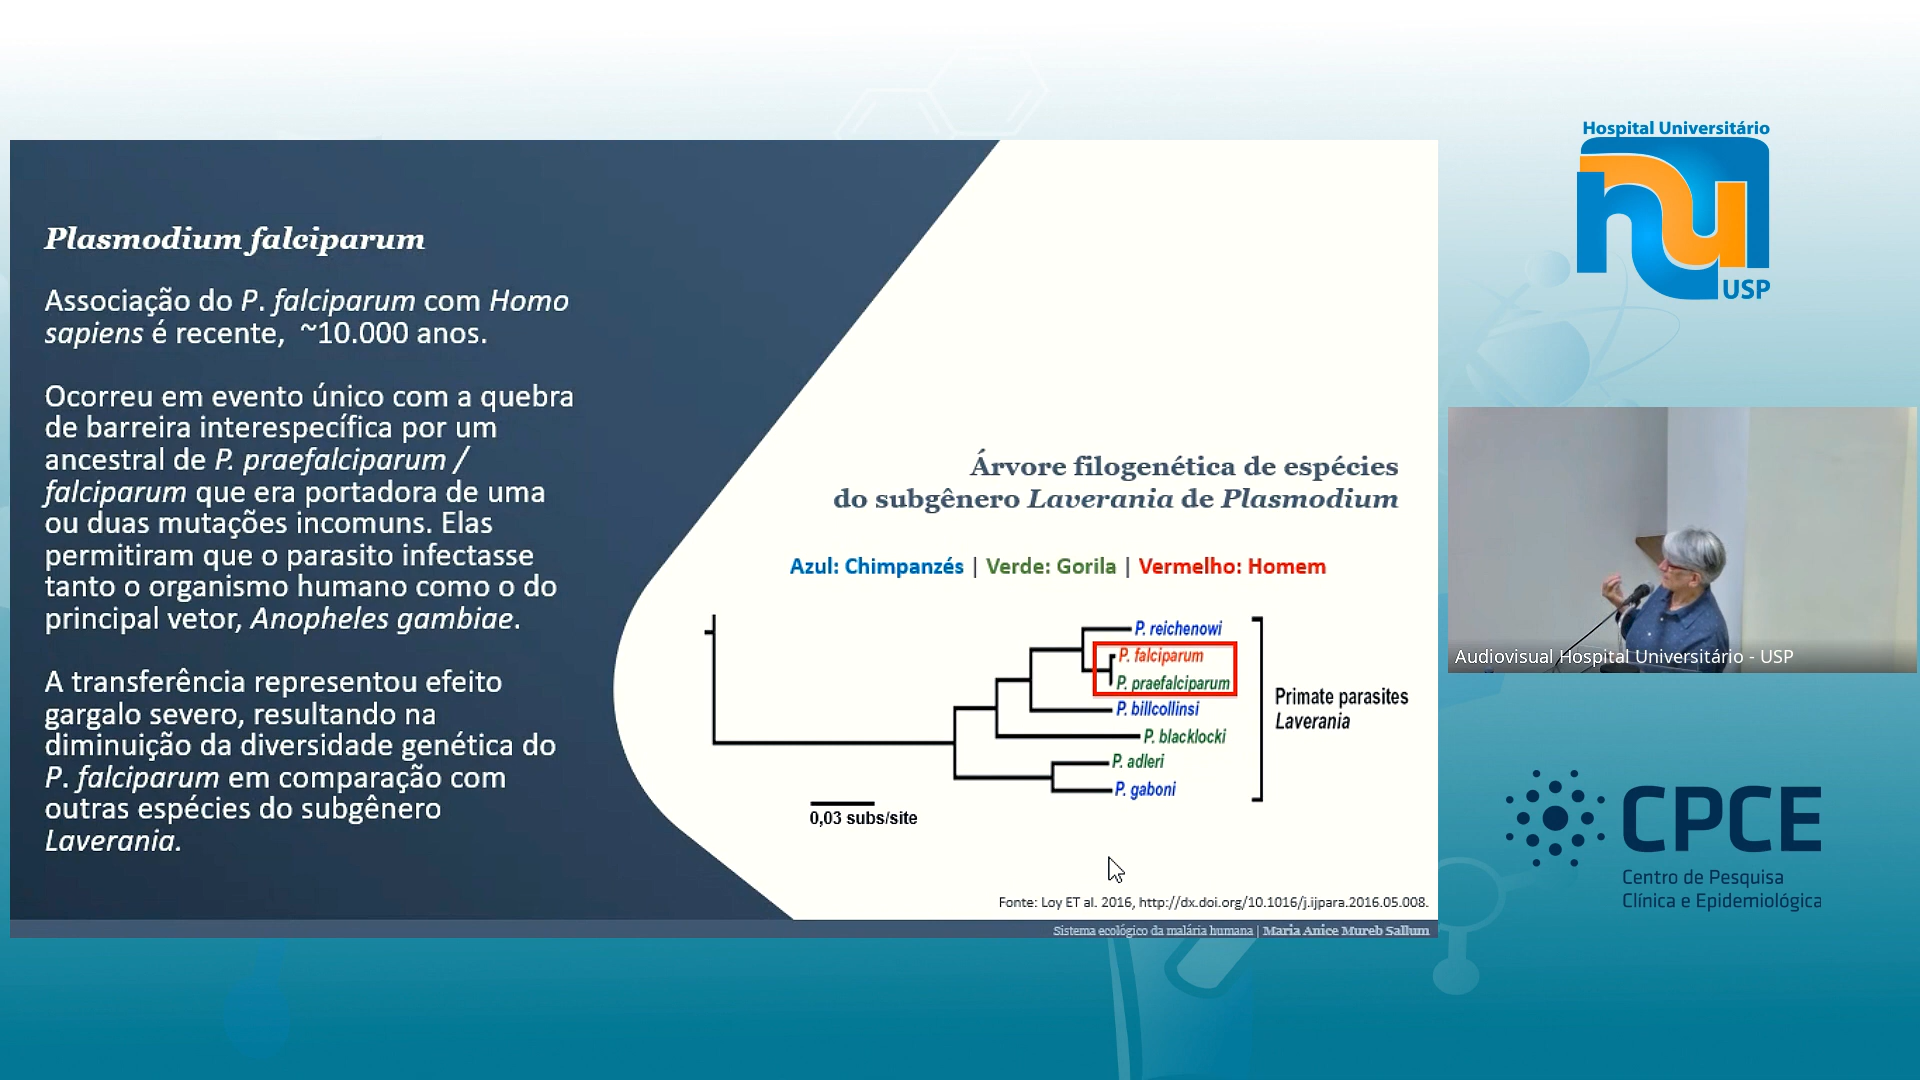 Plasmodium falciparum
Associação do P. falciparum com Homo
sapiens é recente, ~10.000 anos.
Ocorreu em evento único com a quebra
de barreira interespecífica por um
ancestral de P. praefalciparum /
falciparum que era portadora de uma
ou duas mutações incomuns. Elas
permitiram que o parasito infectasse
tanto o organismo humano como o do
principal vetor, Anopheles gambiae.
A transferência representou efeito
gargalo severo, resultando na
diminuição da diversidade genética do
P. falciparum em comparação com
outras espécies do subgênero
Laverania.
Árvore filogenética de espécies
do subgênero Laverania de Plasmodium
Azul: Chimpanzés | Verde: Gorila | Vermelho: Homem
P. reichenowi
P. falciparum
P. praefalciparum
P. billcollinsi
P. blacklocki
P. adleri
P. gaboni
Primate parasites
Laverania
0,03 subs/site
Fonte: Loy ET al. 2016, http://dx.doi.org/10.1016/j.ijpara.2016.05.008.
Sistema ecológico da malária humana | Maria Anice Mureb Sallum
Hospital Universitário
hu
USP
Audiovisual Hospital Universitário - USP
CPCE
Centro de Pesquisa
Clínica e Epidemiológica